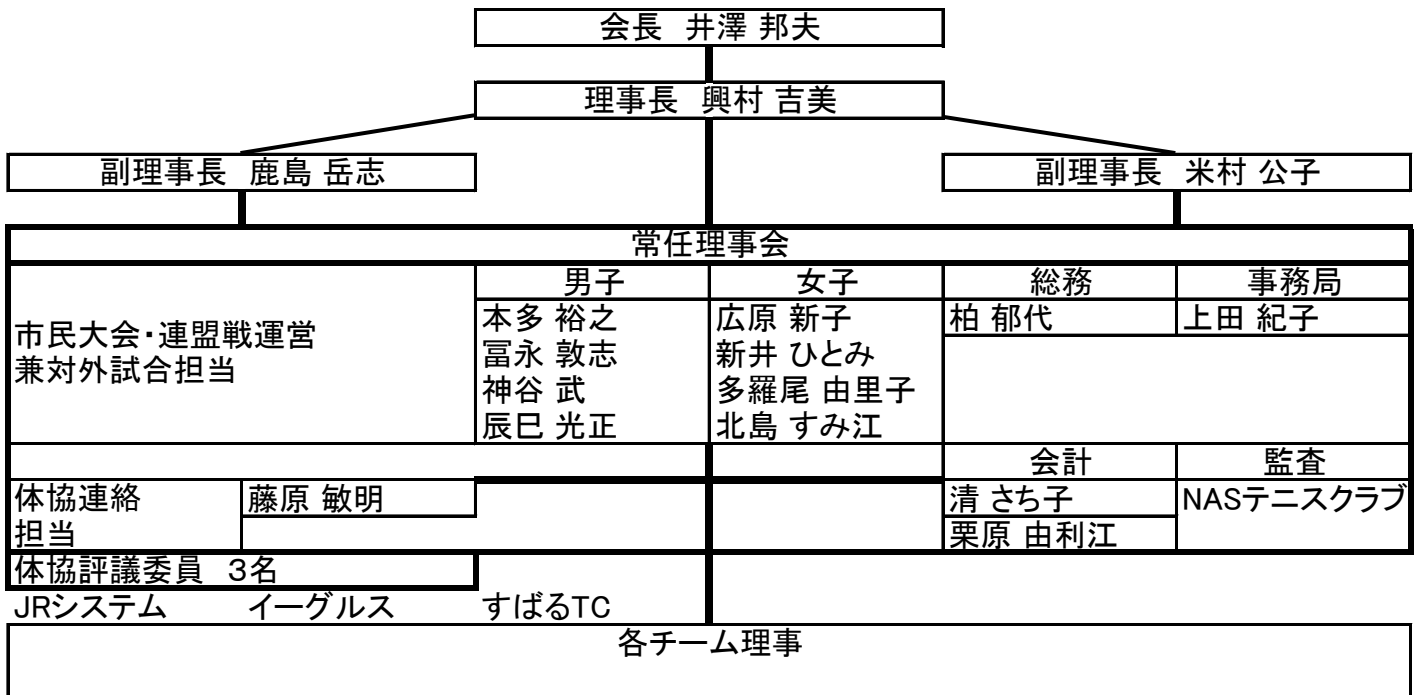 会長　井澤 邦夫
理事長　興村 吉美
副理事長　鹿島 岳志
副理事長　米村 公子
常任理事会
男子
女子
総務
事務局
市民大会・連盟戦運営
兼対外試合担当
本多 裕之
冨永 敦志
神谷 武
辰巳 光正
広原 新子
新井 ひとみ
多羅尾 由里子
北島 すみ江
柏 郁代
上田 紀子
会計
監査
体協連絡
担当
藤原 敏明
清 さち子
栗原 由利江
NASテニスクラブ
体協評議委員　3名
JRシステム　イーグルス　すばるTC
各チーム理事